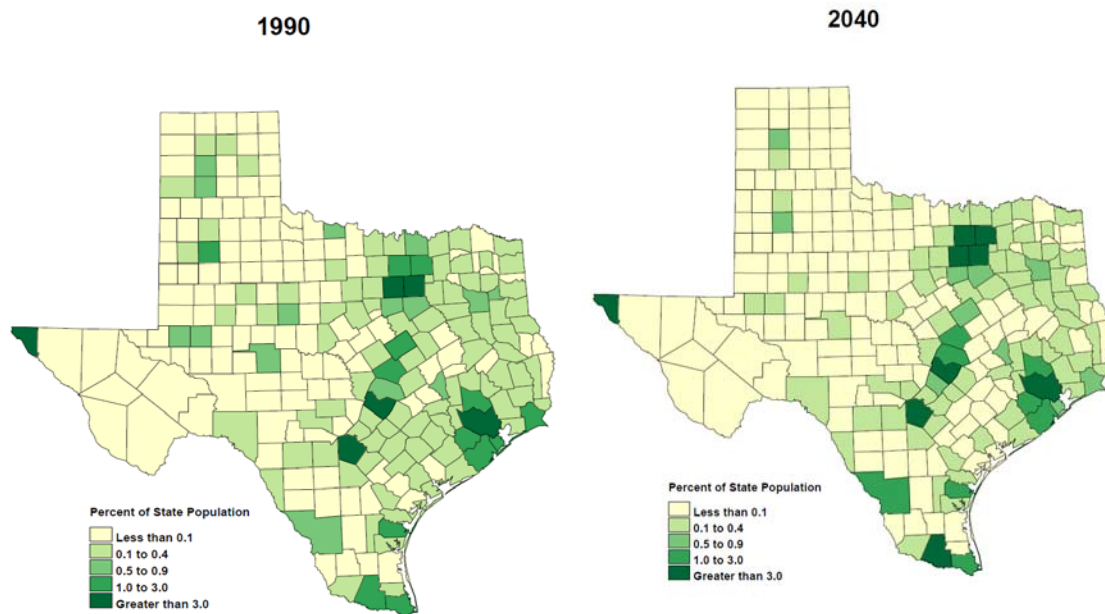 1990
2040
Percent of State Population
Less than 0.1
0.1 to 0.4
0.5 to 0.9
1.0 to 3.0
Greater than 3.0
Percent of State Population
Less than 0.1
0.1 to 0.4
0.5 to 0.9
1.0 to 3.0
Greater than 3.0